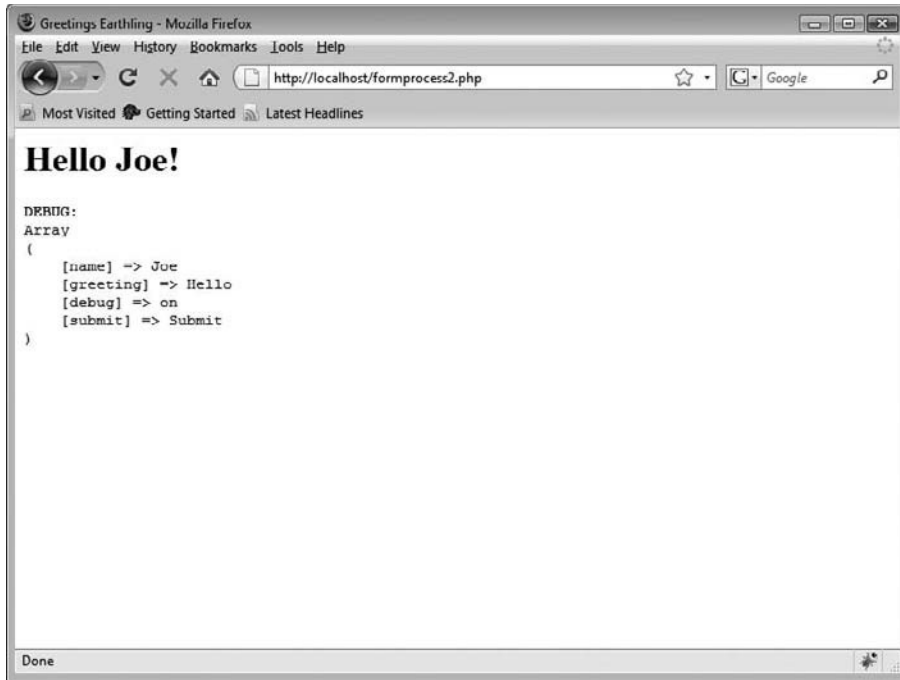 Greetings Earthling - Mozilla Firefox
File Edit View History Bookmarks Tools Help
http://localhost/formprocess2.php
G Google
Most Visited Getting Started Latest Headlines
Hello Joe!
DEBUG:
Array
(
    [name] => Joe
    [greeting] => Hello
    [debug] => on
    [submit] => Submit
)
Done